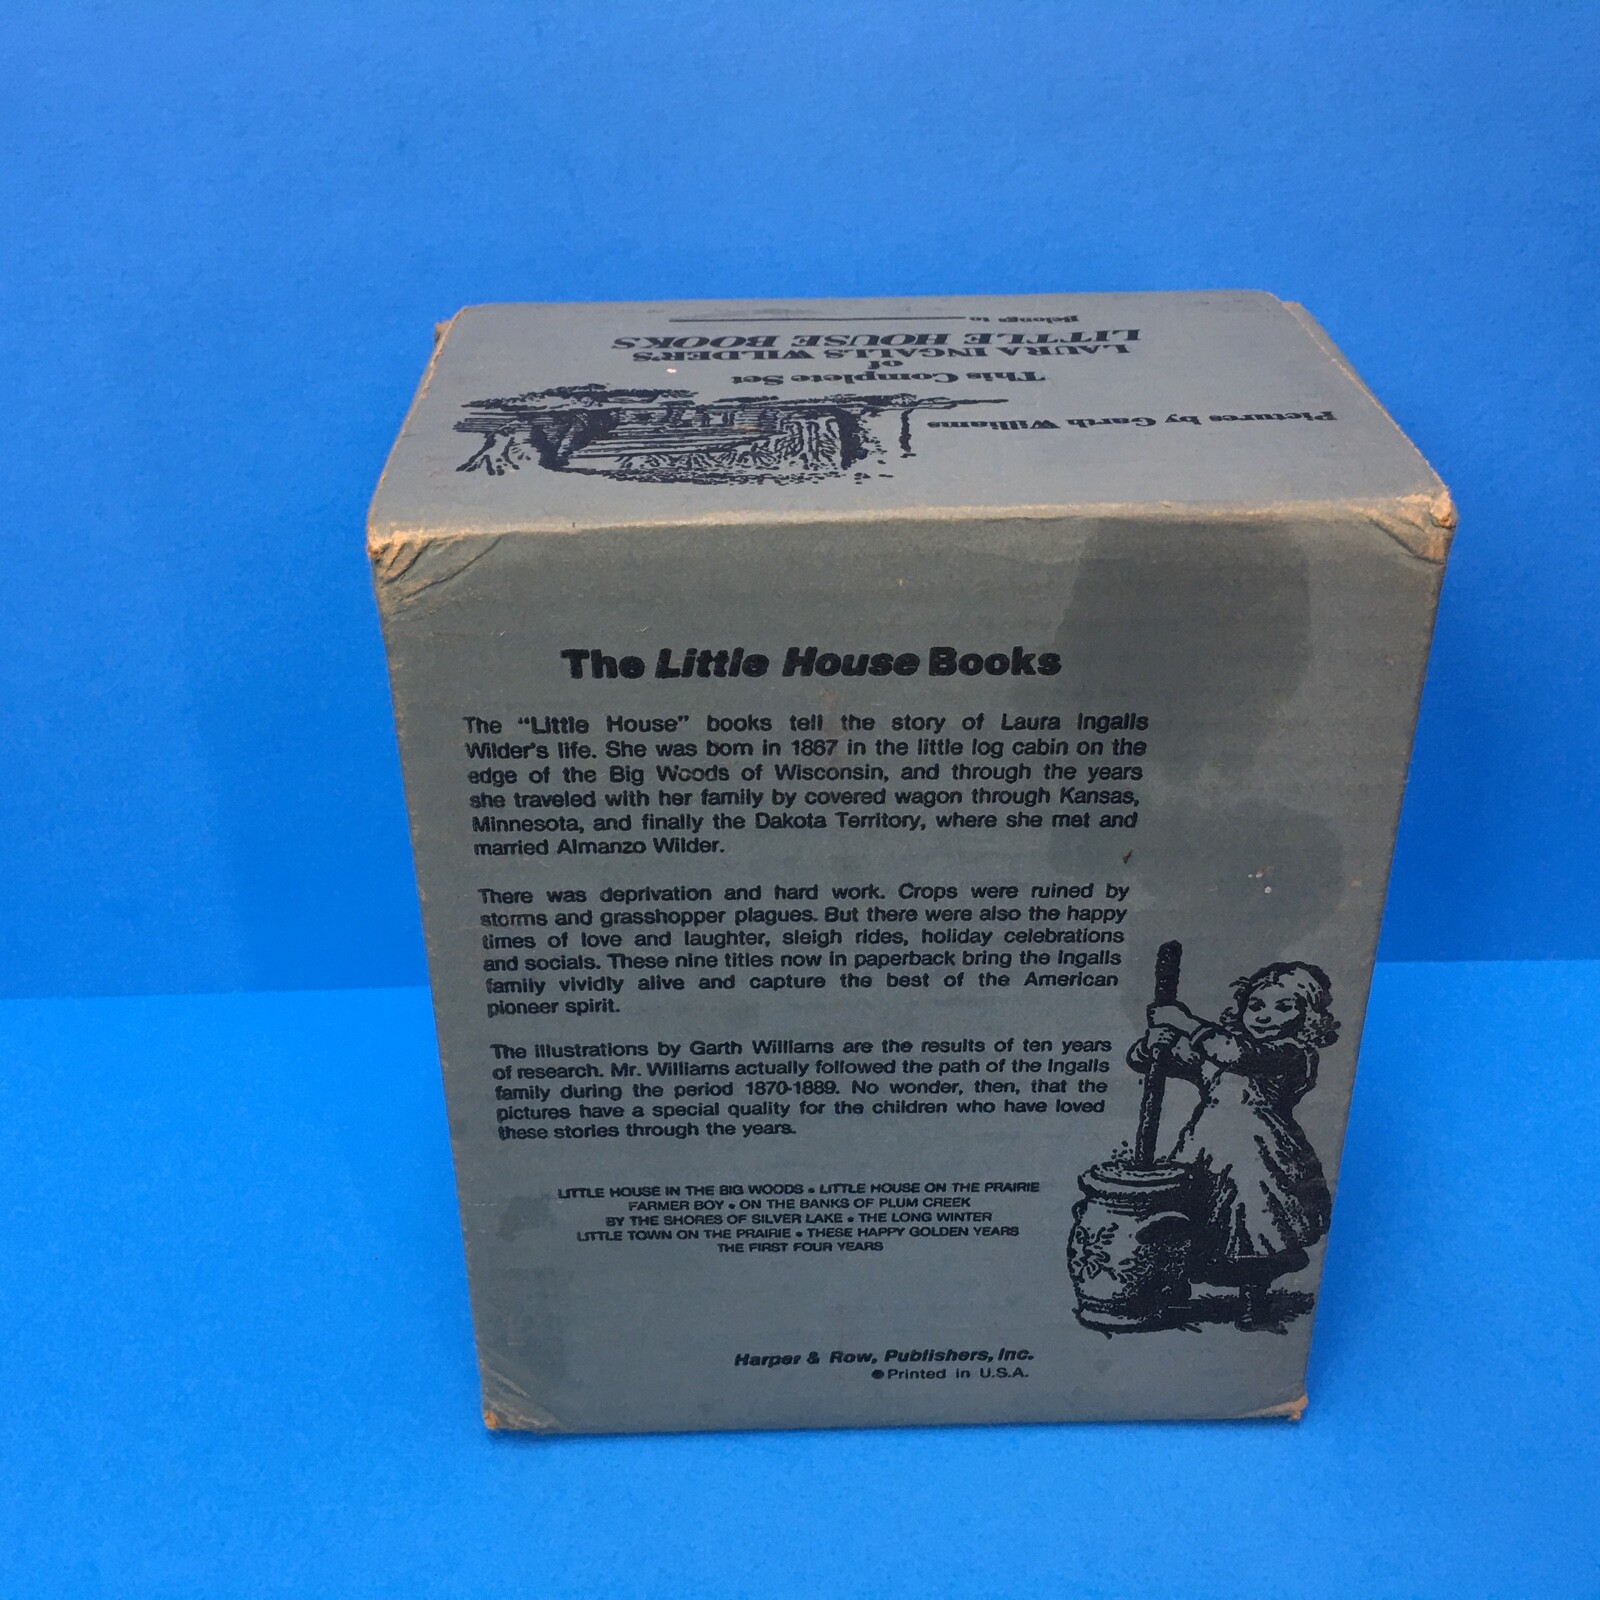 Belongs to
LAURA INGALLS WILDER'S
LITTLE HOUSE BOOKS
of
This Complete Set
Pictures by Garth Williams
The Little House Books
The "Little House" books tell the story of Laura Ingalls
Wilder's life. She was born in 1867 in the little log cabin on the
edge of the Big Woods of Wisconsin, and through the years
she traveled with her family by covered wagon through Kansas,
Minnesota, and finally the Dakota Territory, where she met and
married Almanzo Wilder.
There was deprivation and hard work. Crops were ruined by
storms and grasshopper plagues. But there were also the happy
times of love and laughter, sleigh rides, holiday celebrations
and socials. These nine titles now in paperback bring the Ingalls
family vividly alive and capture the best of the American
pioneer spirit.
The illustrations by Garth Williams are the results of ten years
of research. Mr. Williams actually followed the path of the Ingalls
family during the period 1870-1889. No wonder, then, that the
pictures have a special quality for the children who have loved
these stories through the years.
LITTLE HOUSE IN THE BIG WOODS • LITTLE HOUSE ON THE PRAIRIE
FARMER BOY • ON THE BANKS OF PLUM CREEK
BY THE SHORES OF SILVER LAKE • THE LONG WINTER
LITTLE TOWN ON THE PRAIRIE • THESE HAPPY GOLDEN YEARS
THE FIRST FOUR YEARS
Harper & Row, Publishers, Inc.
Printed in U.S.A.